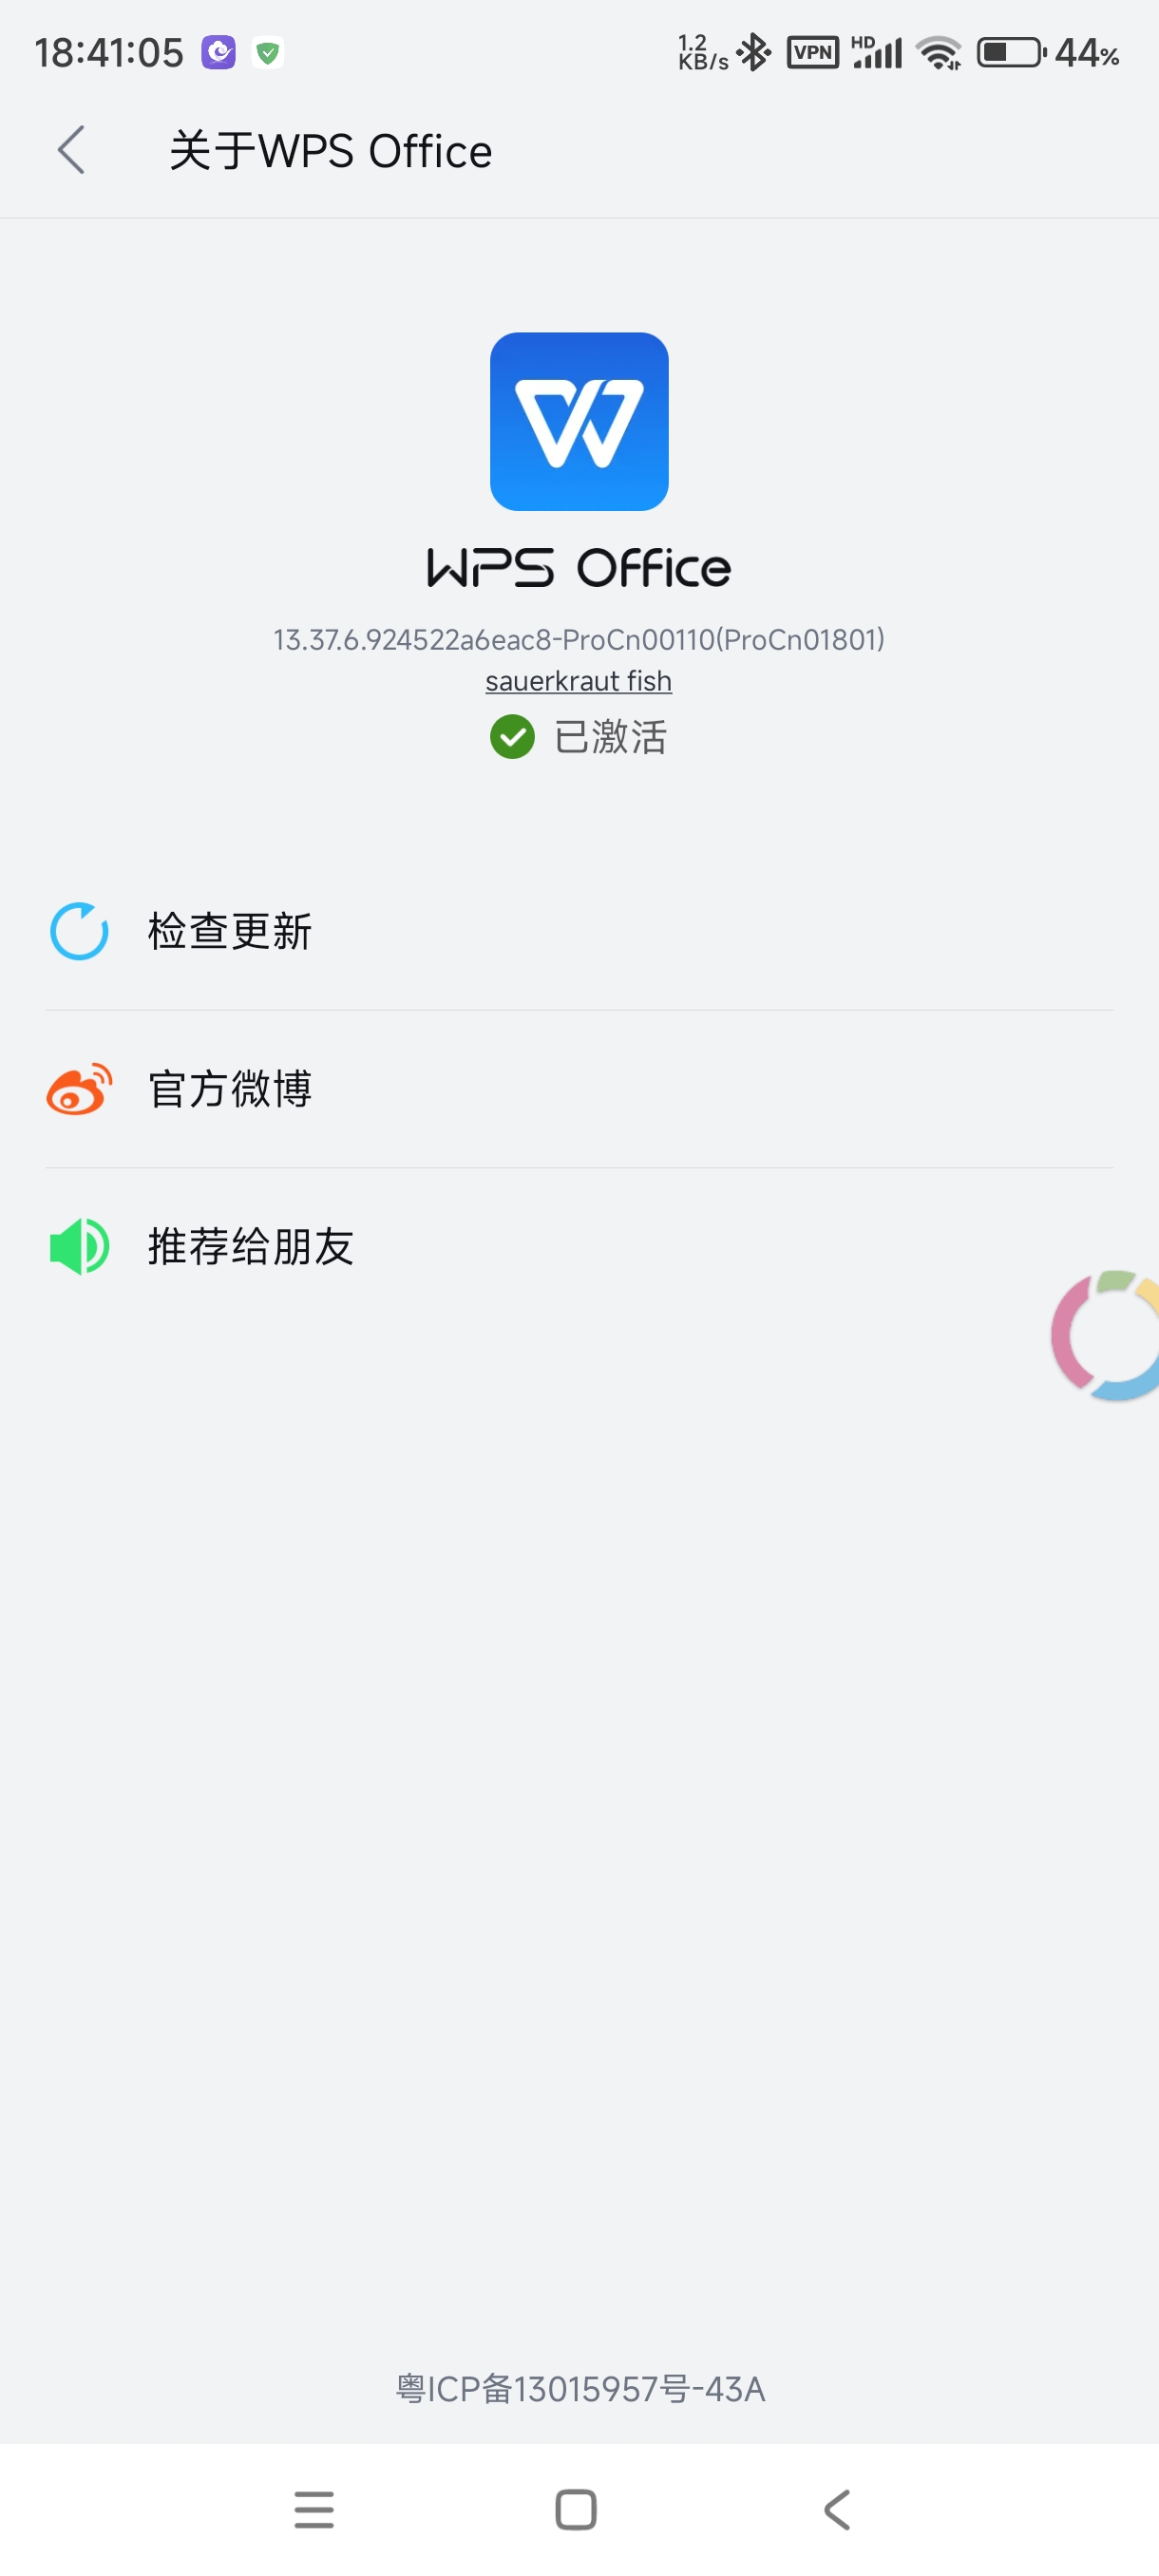 18:41:05 1.2 KB/s VPN HD 44%
关于WPS Office
WPS Office
13.37.6.924522a6eac8-ProCn00110(ProCn01801)
sauerkraut fish
已激活
检查更新
官方微博
推荐给朋友
粤ICP备13015957号-43A